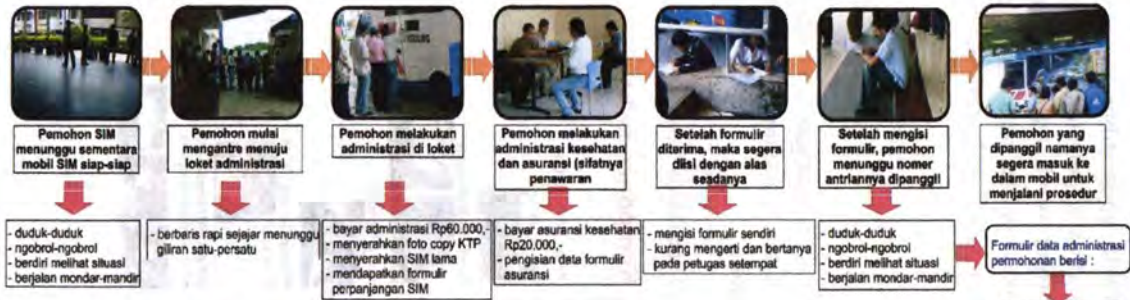 Pemohon SIM
menunggu sementara
mobil SIM siap-siap
Pemohon mulai
mengantre menuju
loket administrasi
Pemohon melakukan
administrasi di loket
Pemohon melakukan
administrasi kesehatan
dan asuransi (sifatnya
penawaran
Setelah formulir
diterima, maka segera
diisi dengan alas
seadanya
Setelah mengisi
formulir, pemohon
menunggu nomer
antriannya dipanggil
Pemohon yang
dipanggil namanya
segera masuk ke
dalam mobil untuk
menjalani prosedur
- duduk-duduk
- ngobrol-ngobrol
- berdiri melihat situasi
- berjalan mondar-mandir
- berbaris rapi sejajar menunggu
giliran satu-persatu
- bayar administrasi Rp60.000,-
- menyerahkan foto copy KTP
- menyerahkan SIM lama
- mendapatkan formulir
perpanjangan SIM
- bayar asuransi kesehatan
Rp20.000,-
- pengisian data formulir
asuransi
- mengisi formulir sendiri
- kurang mengerti dan bertanya
pada petugas setempat
- duduk-duduk
- ngobrol-ngobrol
- berdiri melihat situasi
- berjalan mondar-mandir
Formulir data administrasi
permohonan berisi :